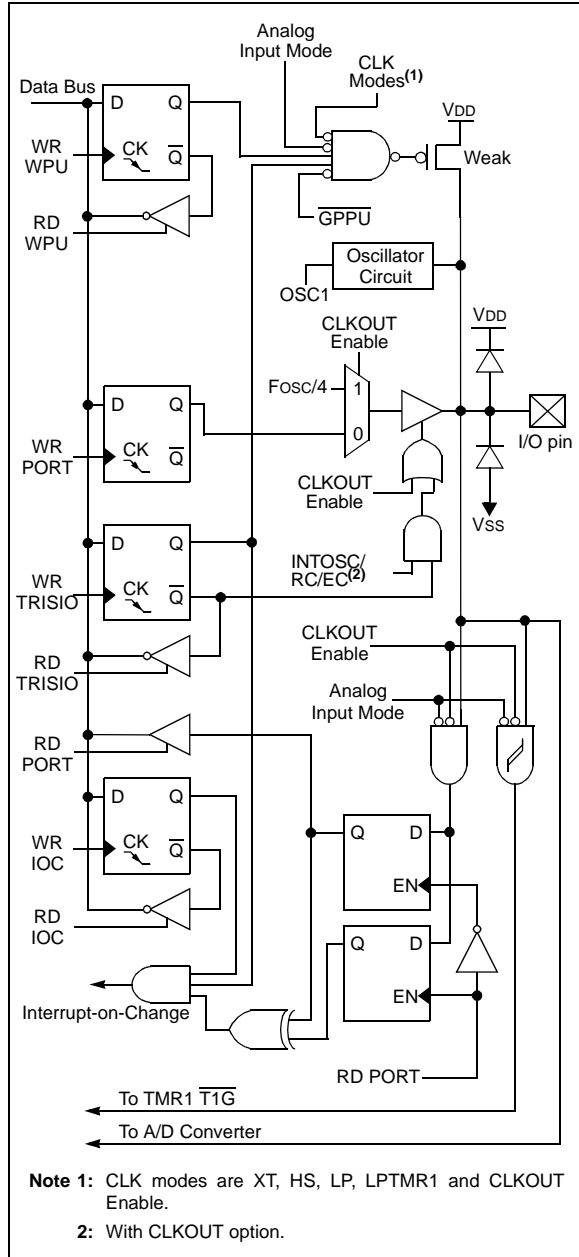 Analog
Input Mode
CLK
Modes(1)
Data Bus
D Q
VDD
WR
WPU
CK Q
Weak
RD
WPU
GPPU
Oscillator
Circuit
OSC1
CLKOUT
Enable
VDD
FOSC/4
1
D Q
0
I/O pin
WR
PORT
CK Q
CLKOUT
Enable
VSS
D Q
INTOSC/
RC/EC(2)
WR
TRISIO
CK Q
CLKOUT
Enable
RD
TRISIO
Analog
Input Mode
RD
PORT
D Q
Q D
WR
IOC
CK Q
EN
RD
IOC
Q D
EN
Interrupt-on-Change
RD PORT
To TMR1 T1G
To A/D Converter
Note 1: CLK modes are XT, HS, LP, LPTMR1 and CLKOUT
Enable.
2: With CLKOUT option.